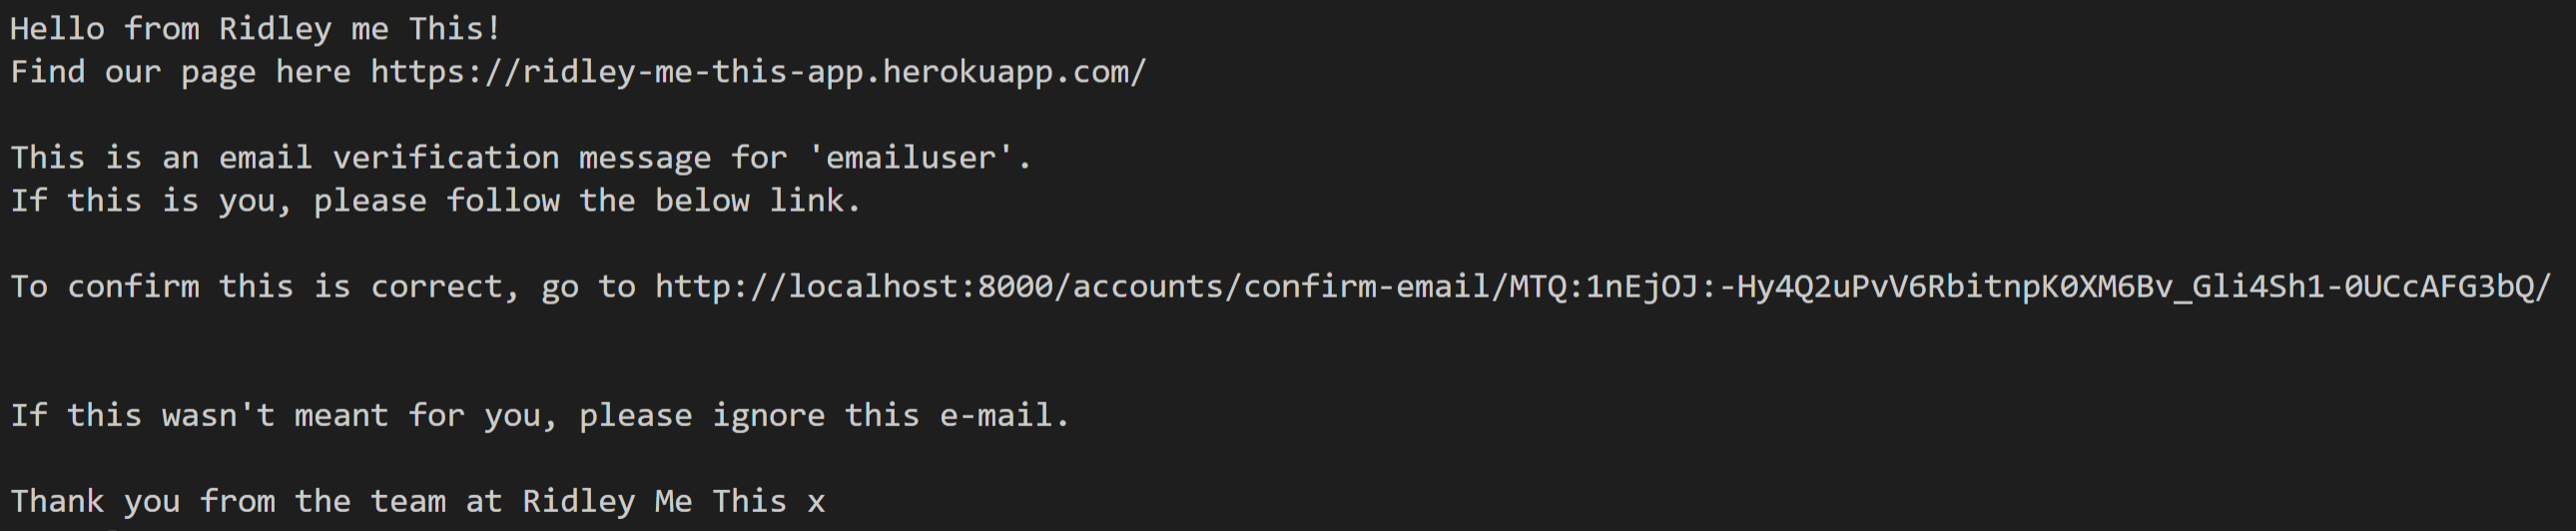 Hello from Ridley me This!
Find our page here https://ridley-me-this-app.herokuapp.com/
This is an email verification message for 'emailuser'.
If this is you, please follow the below link.
To confirm this is correct, go to http://localhost:8000/accounts/confirm-email/MTQ:1nEjOJ:-Hy4Q2uPvV6RbitnpK0XM6Bv_Gli4Sh1-0UCcAFG3bQ/
If this wasn't meant for you, please ignore this e-mail.
Thank you from the team at Ridley Me This x